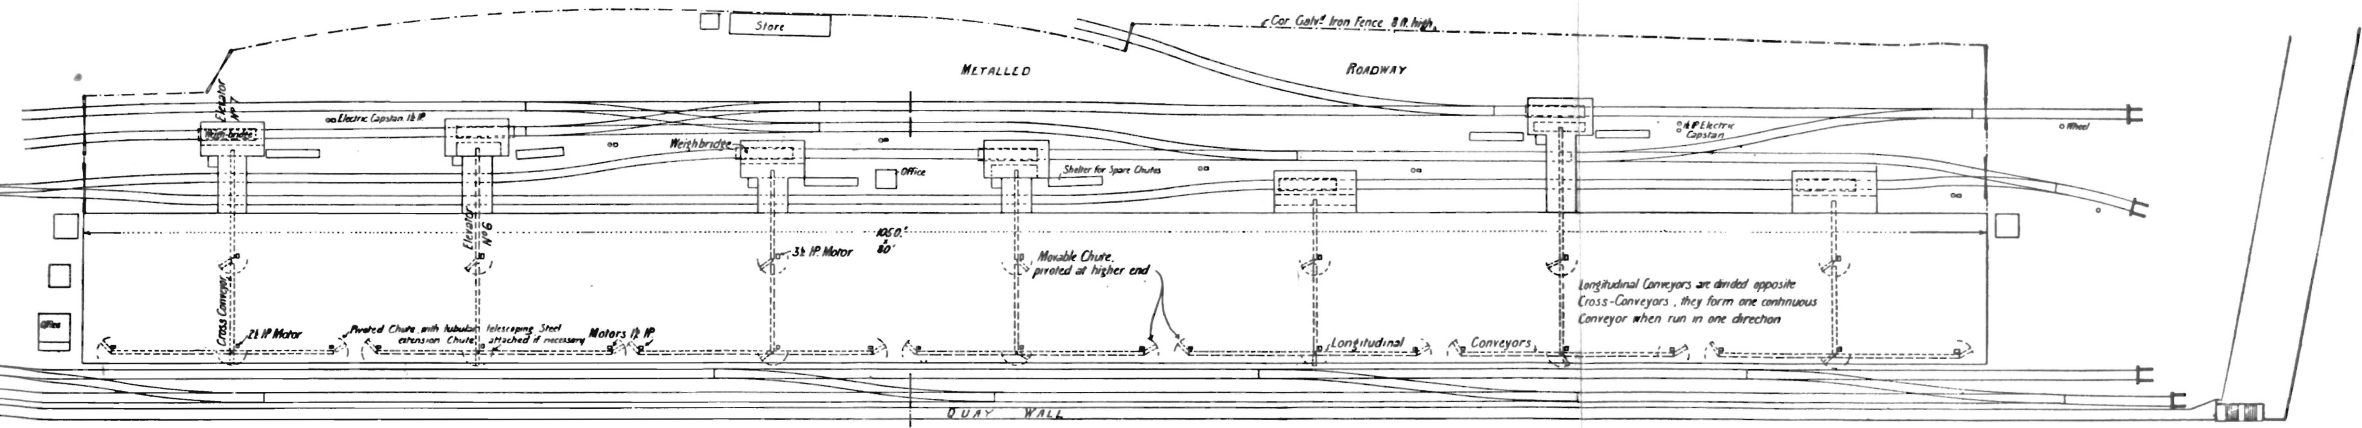 Store
Cor Galvd Iron Fence 8 ft. high.
METALLED ROADWAY
Elevator
No 7
Weighbridge
Electric Capstan 1½ IP.
Weighbridge
Office
Shelter for Spare Chutes
IP Electric
Capstan
Wheel
Elevator
No 6
1050.'
x
80'
3½ IP. Motor
Movable Chute,
pivoted at higher end
Longitudinal Conveyors are divided opposite
Cross-Conveyors, they form one continuous
Conveyor when run in one direction
Cross Conveyor
Office
2½ IP Motor
Pivoted Chute, with tubular telescoping Steel
extension Chute, attached if necessary
Motors 1½ IP.
Longitudinal Conveyors
QUAY WALL